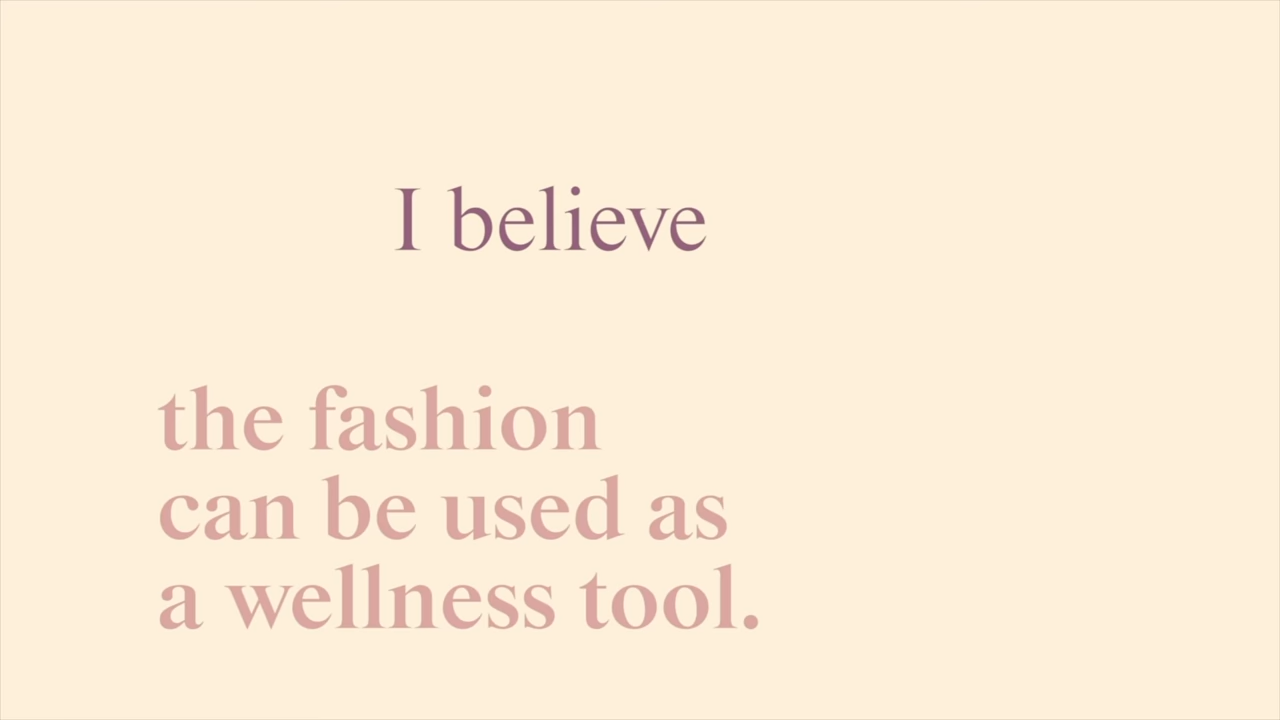 I believe
the fashion
can be used as
a wellness tool.